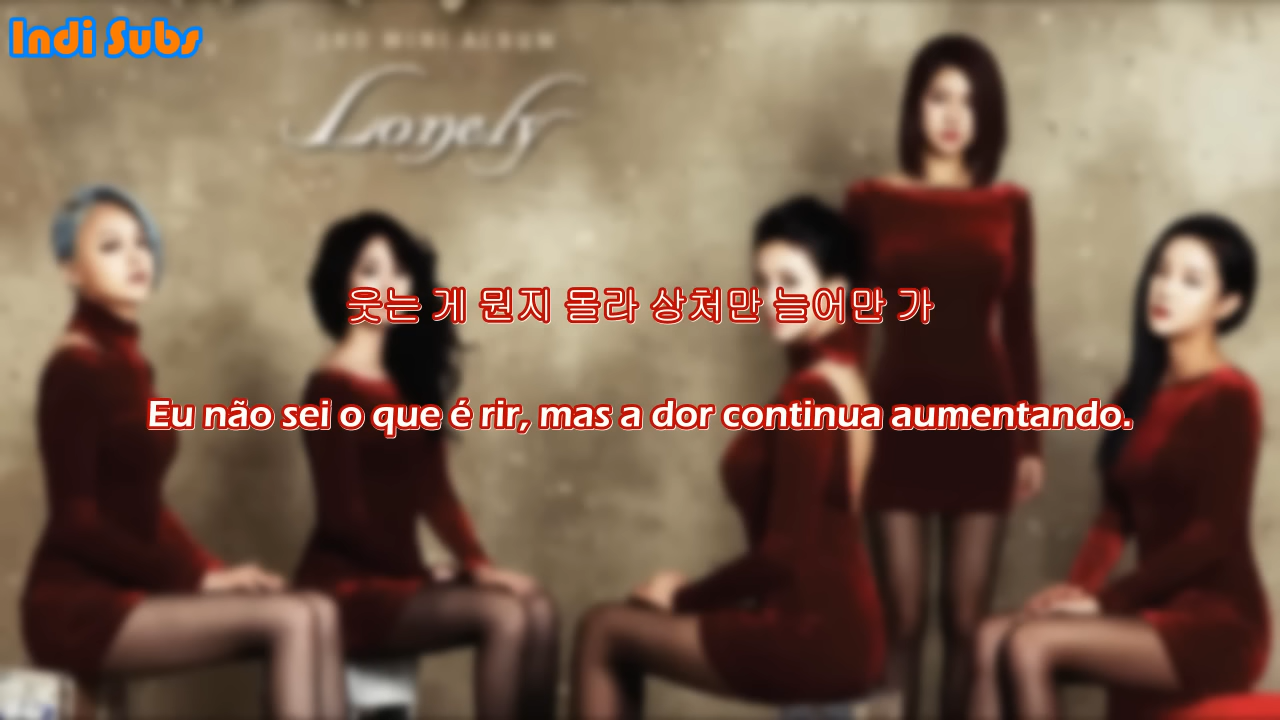 Indi Subs
3RD MINI ALBUM
Lonely
웃는 게 뭔지 몰라 상처만 늘어만 가
Eu não sei o que é rir, mas a dor continua aumentando.